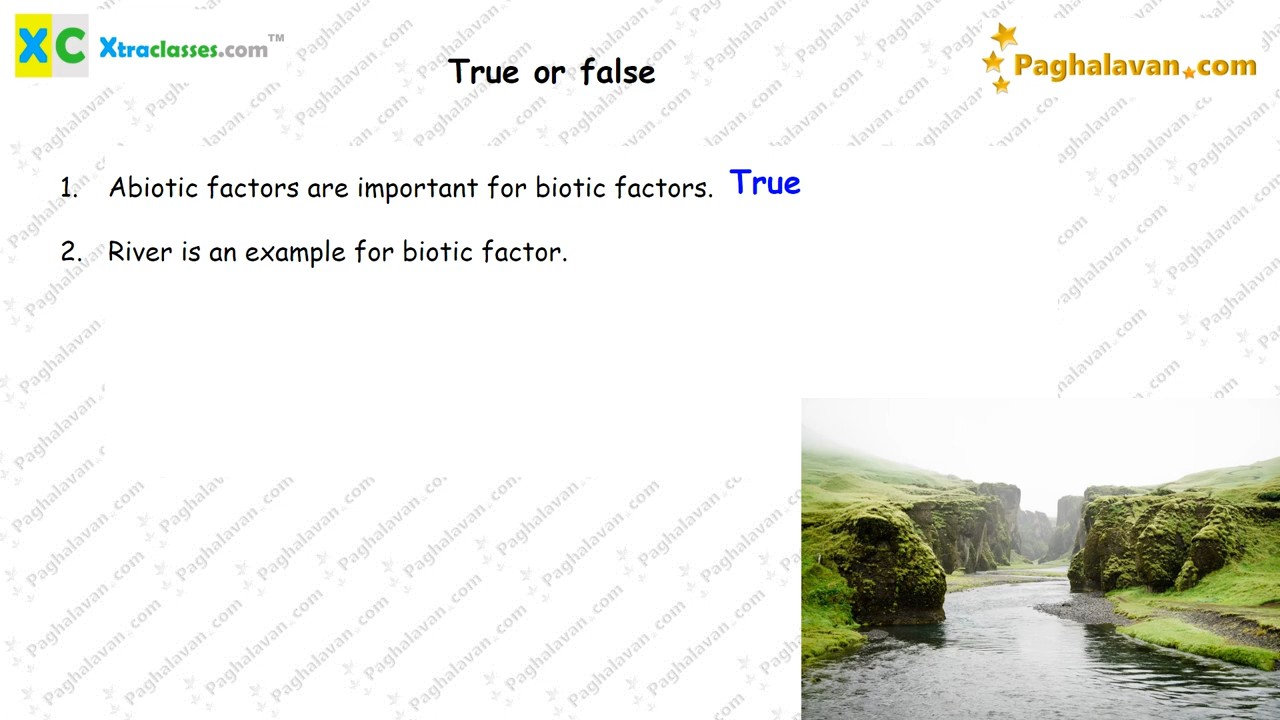 XC Xtraclasses.com™
Paghalavan.com
True or false
1. Abiotic factors are important for biotic factors. True
2. River is an example for biotic factor.